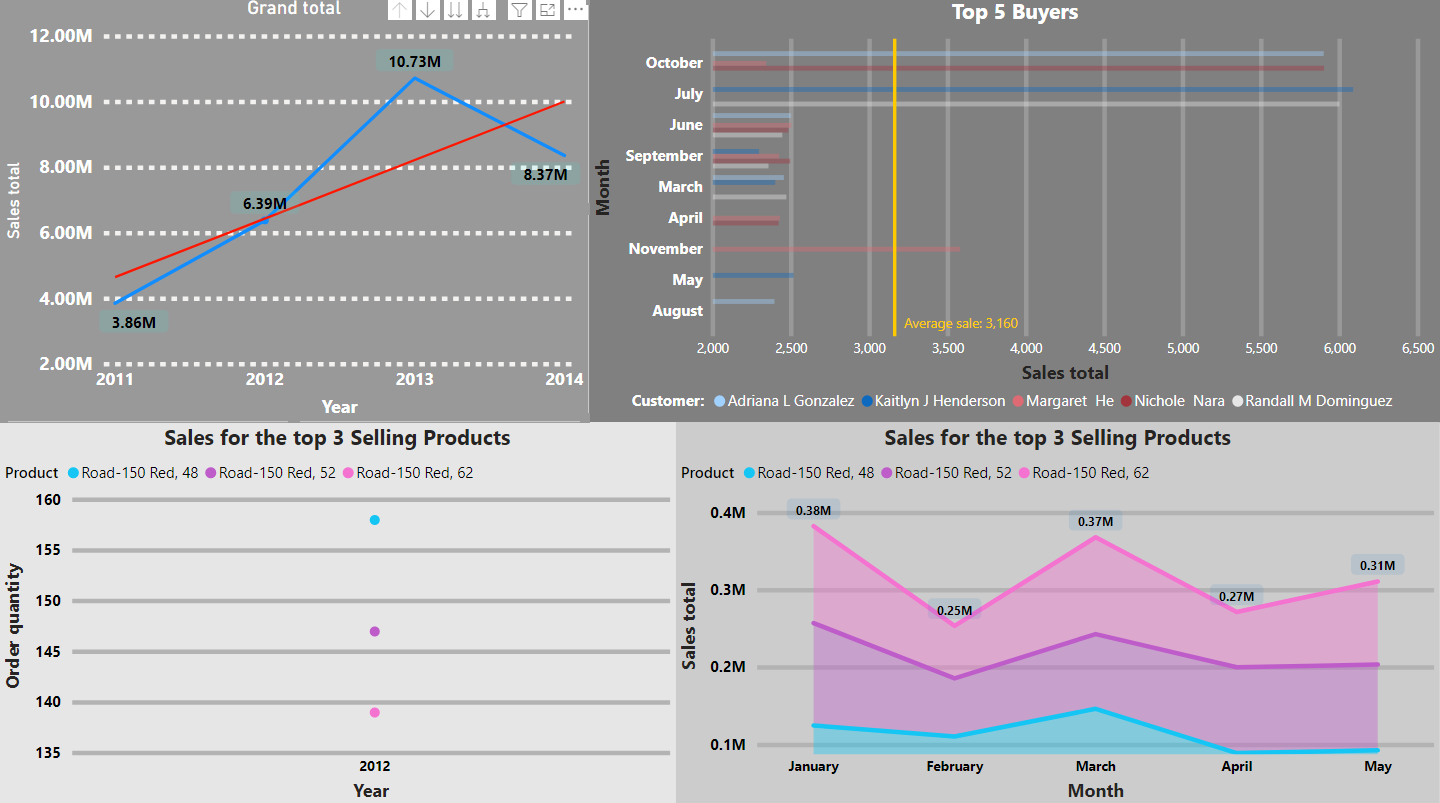 Grand total
12.00M
10.00M
8.00M
6.00M
4.00M
2.00M
Sales total
10.73M
6.39M
8.37M
3.86M
2011 2012 2013 2014
Year
Top 5 Buyers
Month
October
July
June
September
March
April
November
May
August
Average sale: 3,160
2,000 2,500 3,000 3,500 4,000 4,500 5,000 5,500 6,000 6,500
Sales total
Customer: Adriana L Gonzalez Kaitlyn J Henderson Margaret He Nichole Nara Randall M Dominguez
Sales for the top 3 Selling Products
Product Road-150 Red, 48 Road-150 Red, 52 Road-150 Red, 62
Order quantity
160
155
150
145
140
135
2012
Year
Sales for the top 3 Selling Products
Product Road-150 Red, 48 Road-150 Red, 52 Road-150 Red, 62
Sales total
0.4M
0.3M
0.2M
0.1M
0.38M
0.25M
0.37M
0.27M
0.31M
January February March April May
Month